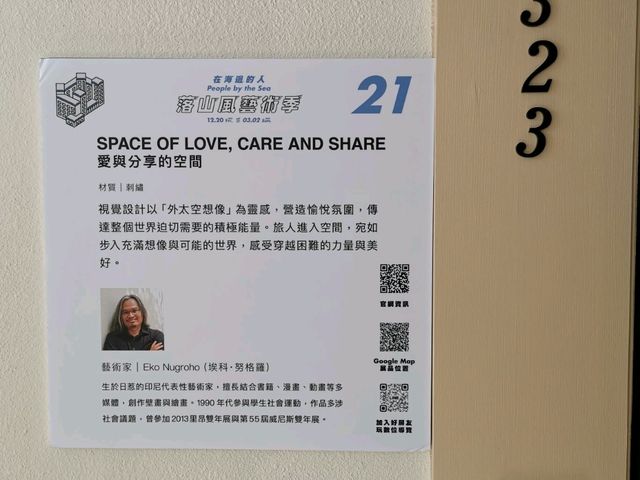 在海逗的人
People by the Sea
落山風藝術季
12.20 SAT. 至 03.02 SUN.
21
SPACE OF LOVE, CARE AND SHARE
愛與分享的空間
材質｜刺繡
視覺設計以「外太空想像」為靈感，營造愉悅氛圍，傳
達整個世界迫切需要的積極能量。旅人進入空間，宛如
步入充滿想像與可能的世界，感受穿越困難的力量與美
好。
官網資訊
Google Map
展品位置
加入好朋友
玩數位導覽
藝術家｜Eko Nugroho (埃科·努格羅)
生於日惹的印尼代表性藝術家，擅長結合書籍、漫畫、動畫等多
媒體，創作壁畫與繪畫。1990 年代參與學生社會運動，作品多涉
社會議題，曾參加2013里昂雙年展與第55屆威尼斯雙年展。
3
2
3